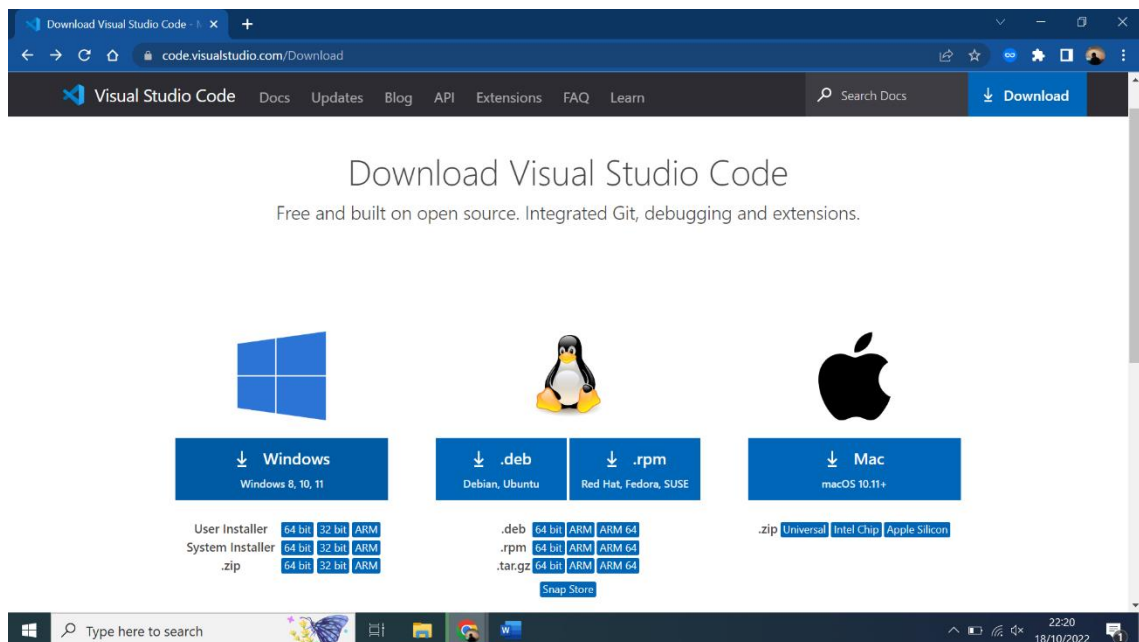 Download Visual Studio Code - M
code.visualstudio.com/Download
Visual Studio Code Docs Updates Blog API Extensions FAQ Learn Search Docs Download
Download Visual Studio Code
Free and built on open source. Integrated Git, debugging and extensions.
Windows
Windows 8, 10, 11
.deb
Debian, Ubuntu
.rpm
Red Hat, Fedora, SUSE
Mac
macOS 10.11+
User Installer 64 bit 32 bit ARM
System Installer 64 bit 32 bit ARM
.zip 64 bit 32 bit ARM
.deb 64 bit ARM ARM 64
.rpm 64 bit ARM ARM 64
.tar.gz 64 bit ARM ARM 64
Snap Store
.zip Universal Intel Chip Apple Silicon
Type here to search
22:20
18/10/2022
1